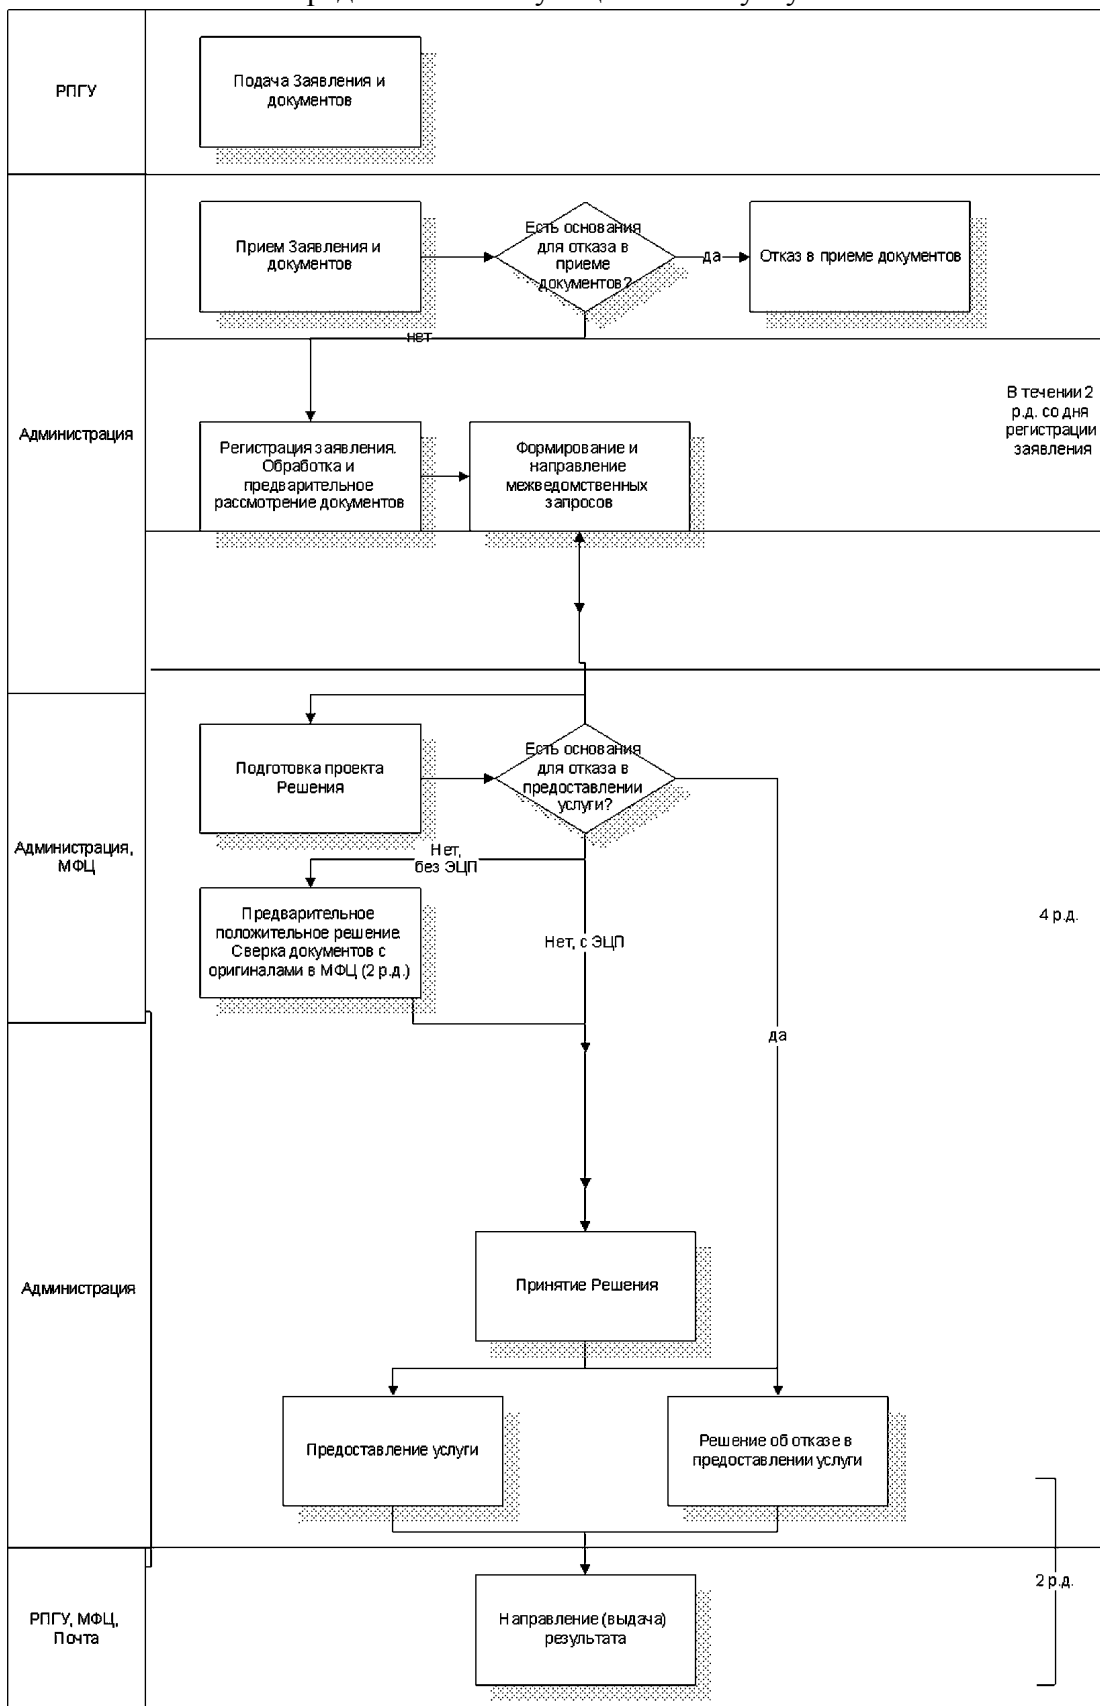 РПГУ
Подача Заявления и
документов
Администрация
Прием Заявления и
документов
Есть основания
для отказа в
приеме
документов?
да
Отказ в приеме документов
нет
Регистрация заявления.
Обработка и
предварительное
рассмотрение документов
Формирование и
направление
межведомственных
запросов
В течении 2
р.д. со дня
регистрации
заявления
Администрация,
МФЦ
Подготовка проекта
Решения
Есть основания
для отказа в
предоставлении
услуги?
Нет,
без ЭЦП
Предварительное
положительное решение.
Сверка документов с
оригиналами в МФЦ (2 р.д.)
Нет, с ЭЦП
4 р.д.
да
Администрация
Принятие Решения
Предоставление услуги
Решение об отказе в
предоставлении услуги
2 р.д.
РПГУ, МФЦ,
Почта
Направление (выдача)
результата